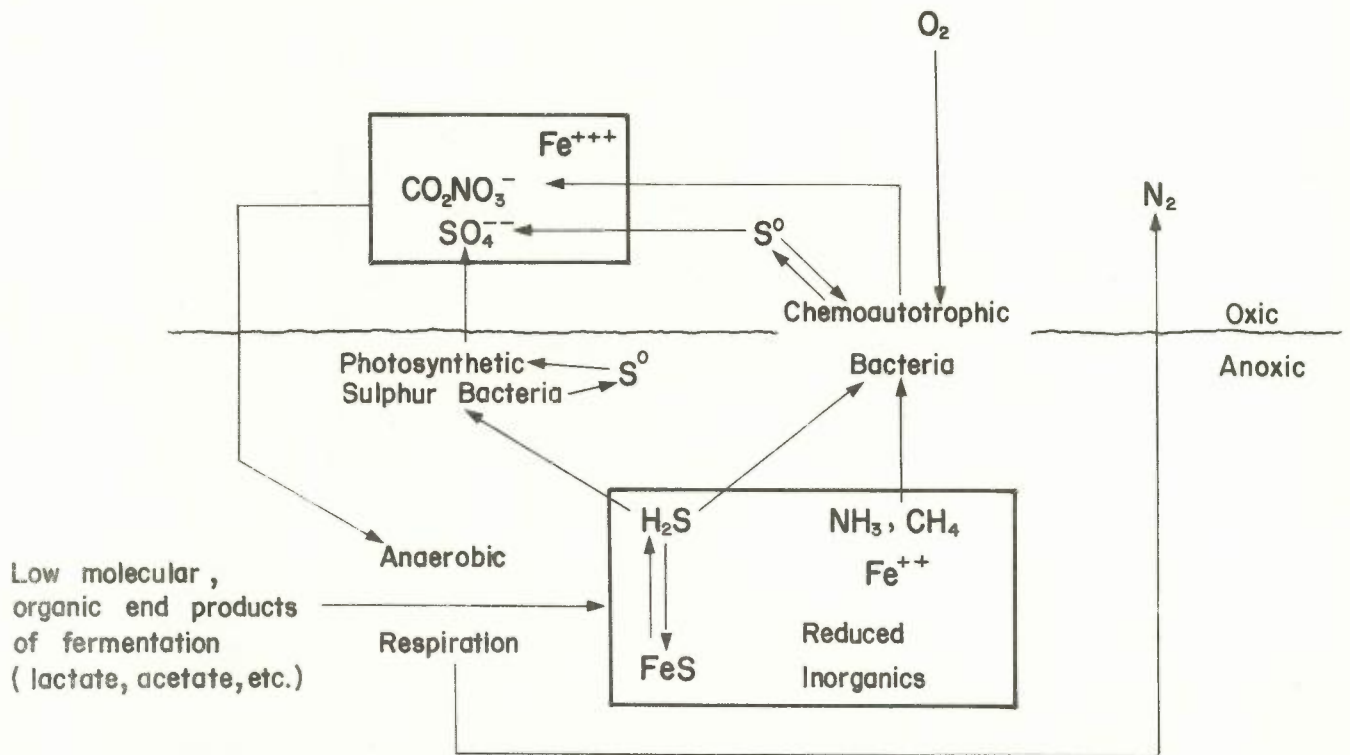 O₂
Fe⁺⁺⁺
CO₂NO₃⁻
SO₄⁻⁻
S⁰
N₂
Chemoautotrophic
Oxic
Photosynthetic
S⁰
Bacteria
Anoxic
Sulphur Bacteria
H₂S
NH₃, CH₄
Fe⁺⁺
Anaerobic
Low molecular,
organic end products
of fermentation
(lactate, acetate, etc.)
Respiration
Reduced
Inorganics
FeS